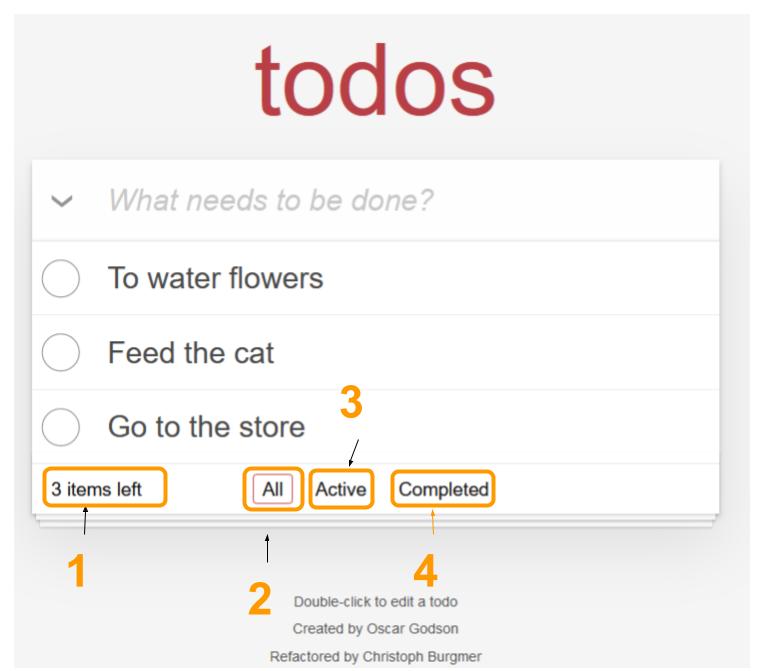 todos
What needs to be done?
To water flowers
Feed the cat
3
Go to the store
3 items left All Active Completed
1 2 4
Double-click to edit a todo
Created by Oscar Godson
Refactored by Christoph Burgmer